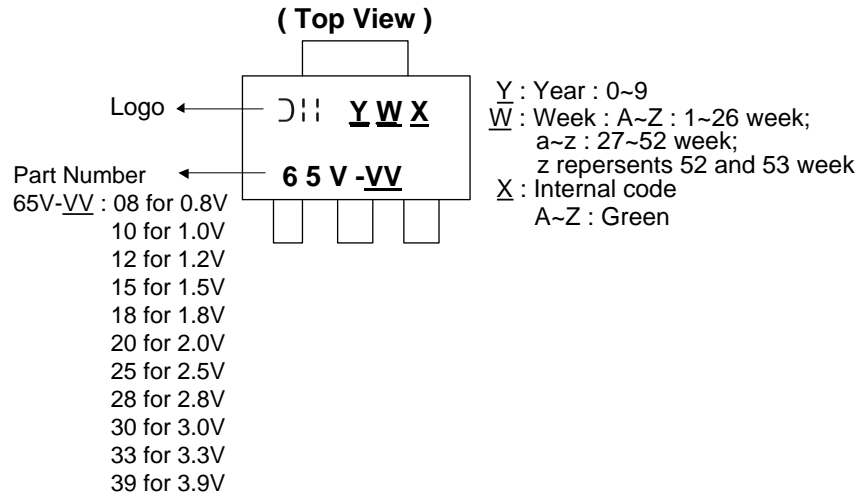 ( Top View )
Logo
Y W X
Part Number
6 5 V -VV
65V-VV : 08 for 0.8V
10 for 1.0V
12 for 1.2V
15 for 1.5V
18 for 1.8V
20 for 2.0V
25 for 2.5V
28 for 2.8V
30 for 3.0V
33 for 3.3V
39 for 3.9V
Y : Year : 0~9
W : Week : A~Z : 1~26 week;
a~z : 27~52 week;
z repersents 52 and 53 week
X : Internal code
A~Z : Green